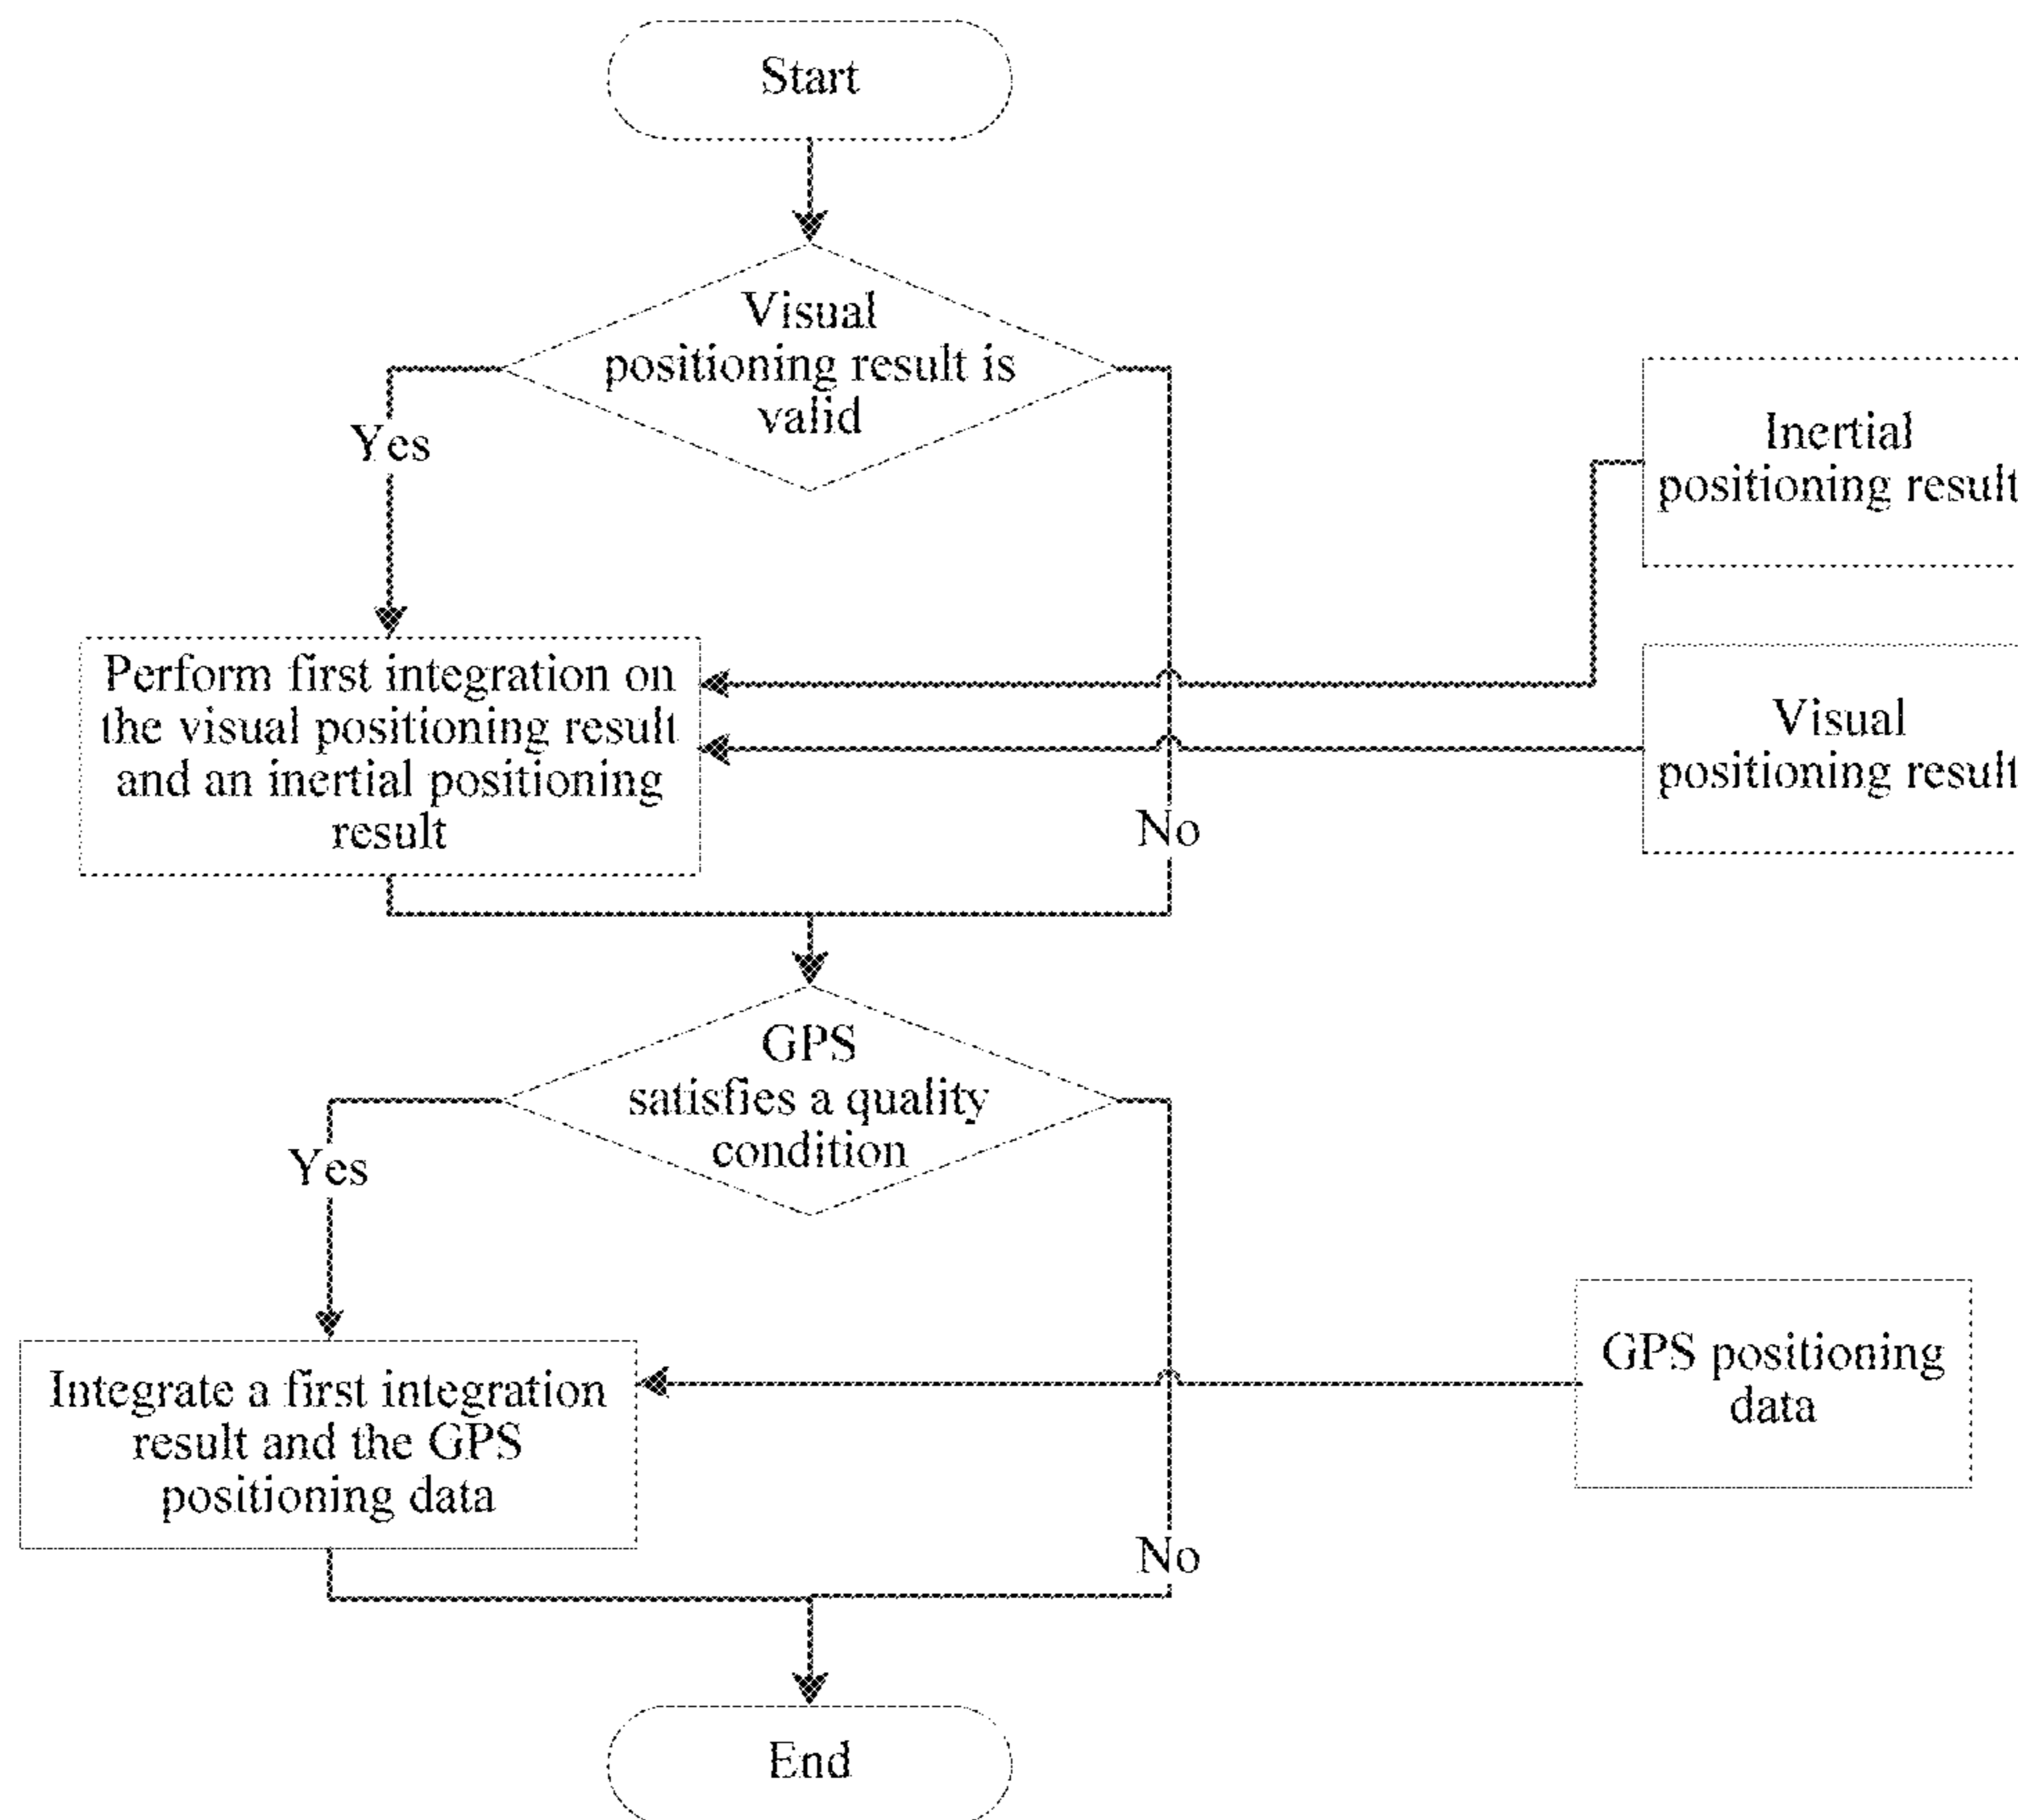 Start
Visual
positioning result is
valid
Yes
Inertial
positioning result
Perform first integration on
the visual positioning result
and an inertial positioning
result
Visual
positioning result
No
GPS
satisfies a quality
condition
Yes
GPS positioning
data
Integrate a first integration
result and the GPS
positioning data
No
End